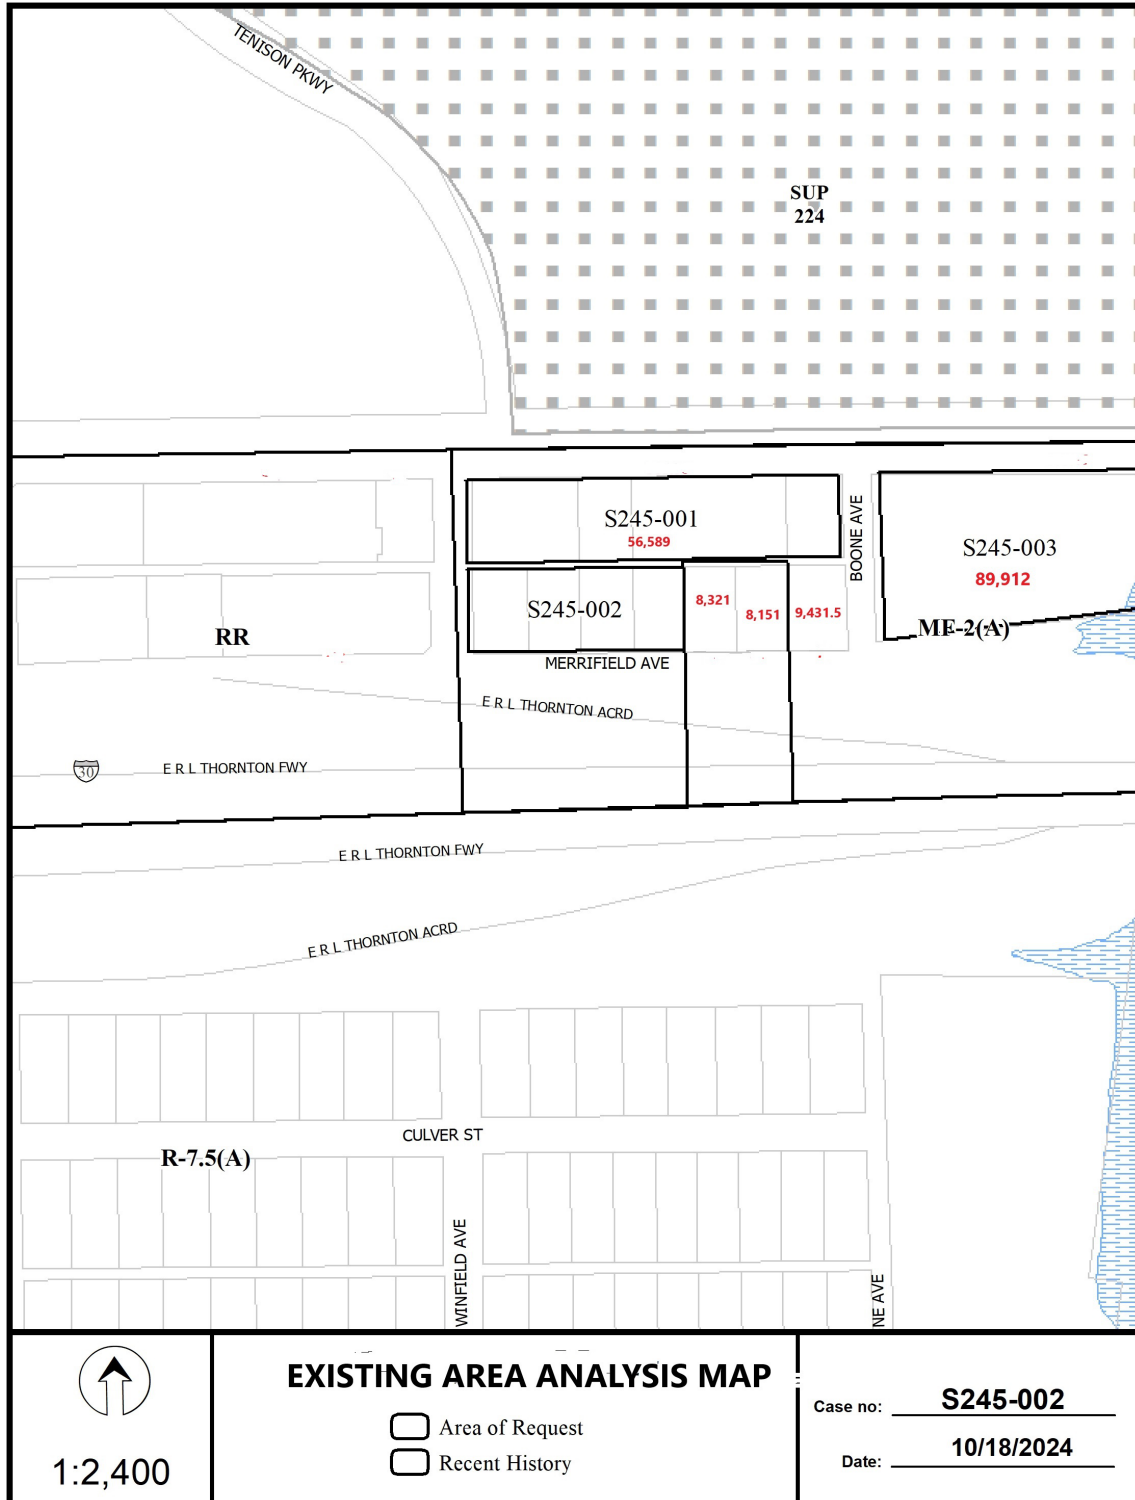 TENISON PKWY
SUP
224
S245-001
56,589
BOONE AVE
S245-003
89,912
S245-002
8,321
8,151
9,431.5
RR
MF-2(A)
MERRIFIELD AVE
E R L THORNTON ACRD
30
E R L THORNTON FWY
E R L THORNTON FWY
E R L THORNTON ACRD
CULVER ST
R-7.5(A)
WINFIELD AVE
NE AVE
1:2,400
EXISTING AREA ANALYSIS MAP
Area of Request
Recent History
Case no: S245-002
Date: 10/18/2024